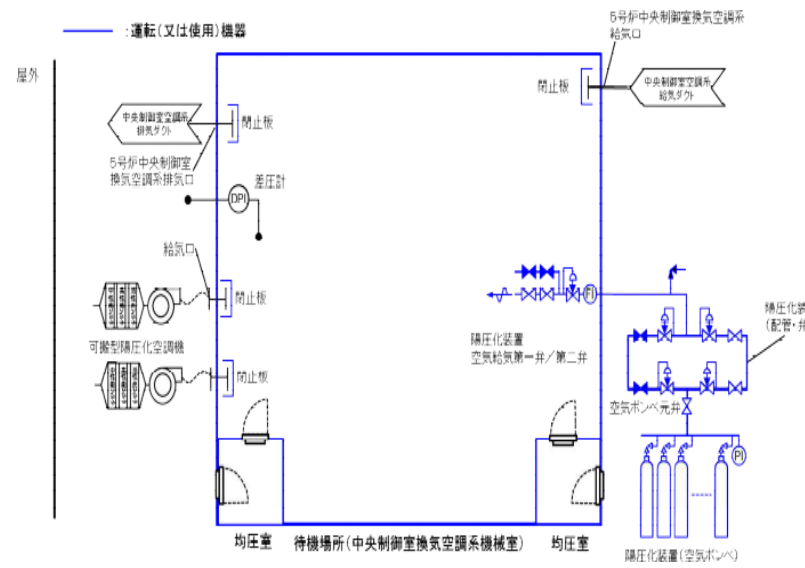 :運転(又は使用)機器
5号炉中央制御室換気空調系
給気口
屋外
閉止板
中央制御室空調系
給気ダクト
中央制御室空調系
排気ダクト
閉止板
5号炉中央制御室
換気空調系排気口
差圧計
DPI
給気口
閉止板
FI
陽圧化装
(配管・弁
陽圧化装置
空気給気第一弁/第二弁
可搬型陽圧化空調機
閉止板
空気ボンベ元弁
PI
均圧室
待機場所(中央制御室換気空調系機械室)
均圧室
陽圧化装置(空気ボンベ)